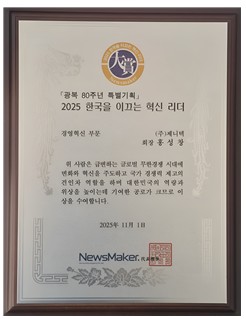 「광복 80주년 특별기획」
2025 한국을 이끄는 혁신 리더
경영혁신 부문
(주)제니텍
회장 홍성창
위 사람은 급변하는 글로벌 무한경쟁 시대에
변화와 혁신을 주도하고 국가 경쟁력 제고의
견인차 역할을 하며 대한민국의 역량과
위상을 높이는데 기여한 공로가 크므로 이
상을 수여합니다.
2025년 11월 1일
NewsMaker.